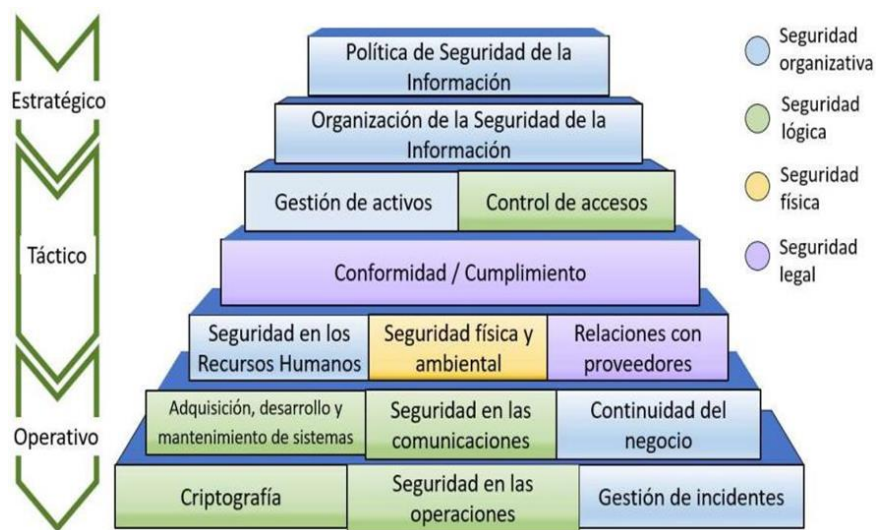 Política de Seguridad de la
Información
Organización de la Seguridad de la
Información
Gestión de activos
Control de accesos
Conformidad / Cumplimiento
Seguridad en los
Recursos Humanos
Seguridad física y
ambiental
Relaciones con
proveedores
Adquisición, desarrollo y
mantenimiento de sistemas
Seguridad en las
comunicaciones
Continuidad del
negocio
Criptografía
Seguridad en las
operaciones
Gestión de incidentes
Estratégico
Táctico
Operativo
Seguridad
organizativa
Seguridad
lógica
Seguridad
física
Seguridad
legal